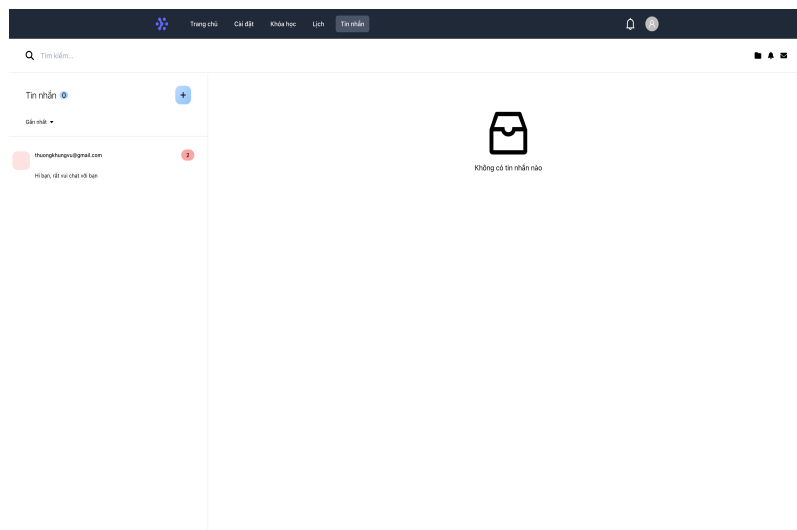 Trang chủ Cài đặt Khóa học Lịch Tin nhắn
Tìm kiếm...
Tin nhắn 0 +
Gần nhất
thuongkhungvu@gmail.com 2
Hi bạn, rất vui chat với bạn
Không có tin nhắn nào